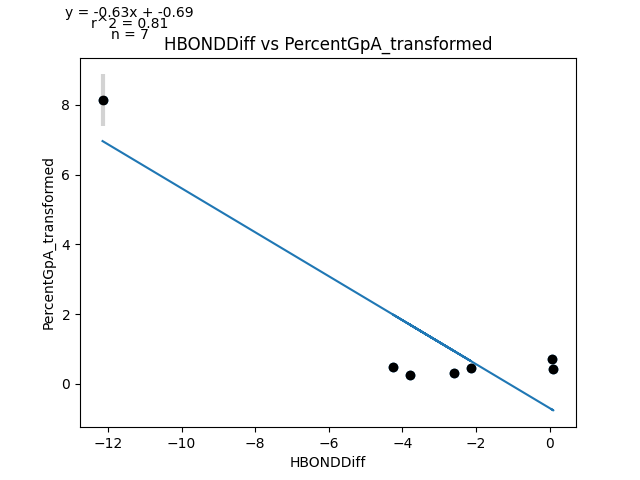 y = -0.63x + -0.69
r^2 = 0.81
n = 7
HBONDDiff vs PercentGpA_transformed
PercentGpA_transformed
8
6
4
2
0
−12 −10 −8 −6 −4 −2 0
HBONDDiff